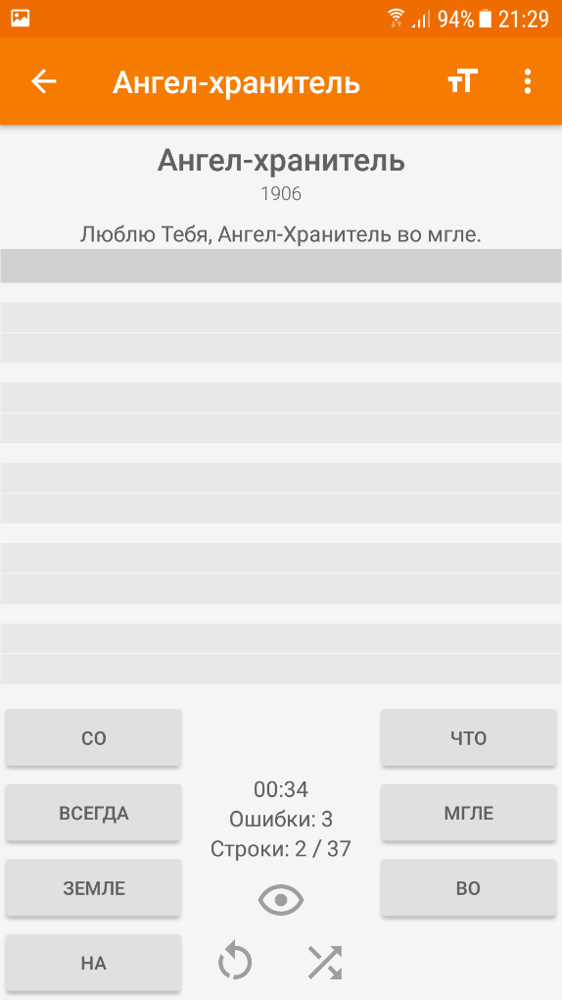 94% 21:29
Ангел-хранитель
Ангел-хранитель
1906
Люблю Тебя, Ангел-Хранитель во мгле.
СО
ЧТО
ВСЕГДА
МГЛЕ
ЗЕМЛЕ
ВО
НА
00:34
Ошибки: 3
Строки: 2 / 37